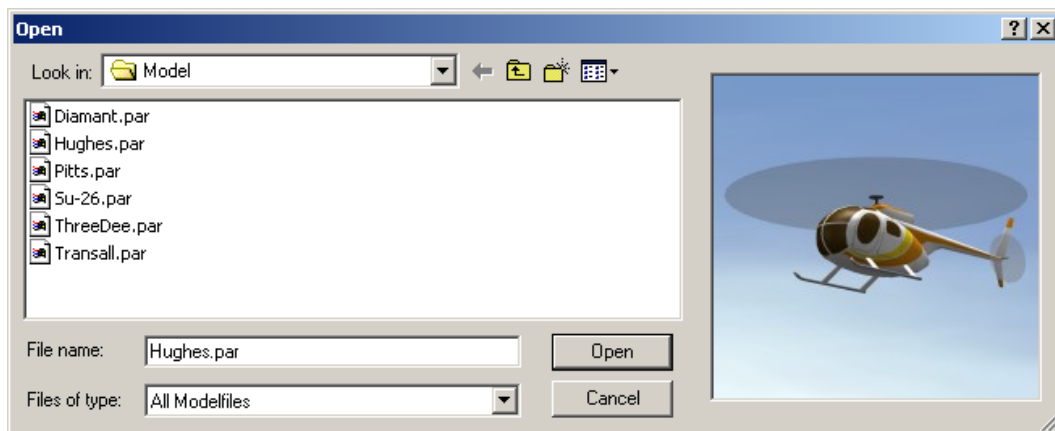 Open
Look in: Model
Diamant.par
Hughes.par
Pitts.par
Su-26.par
ThreeDee.par
Transall.par
File name: Hughes.par Open
Files of type: All Modelfiles Cancel